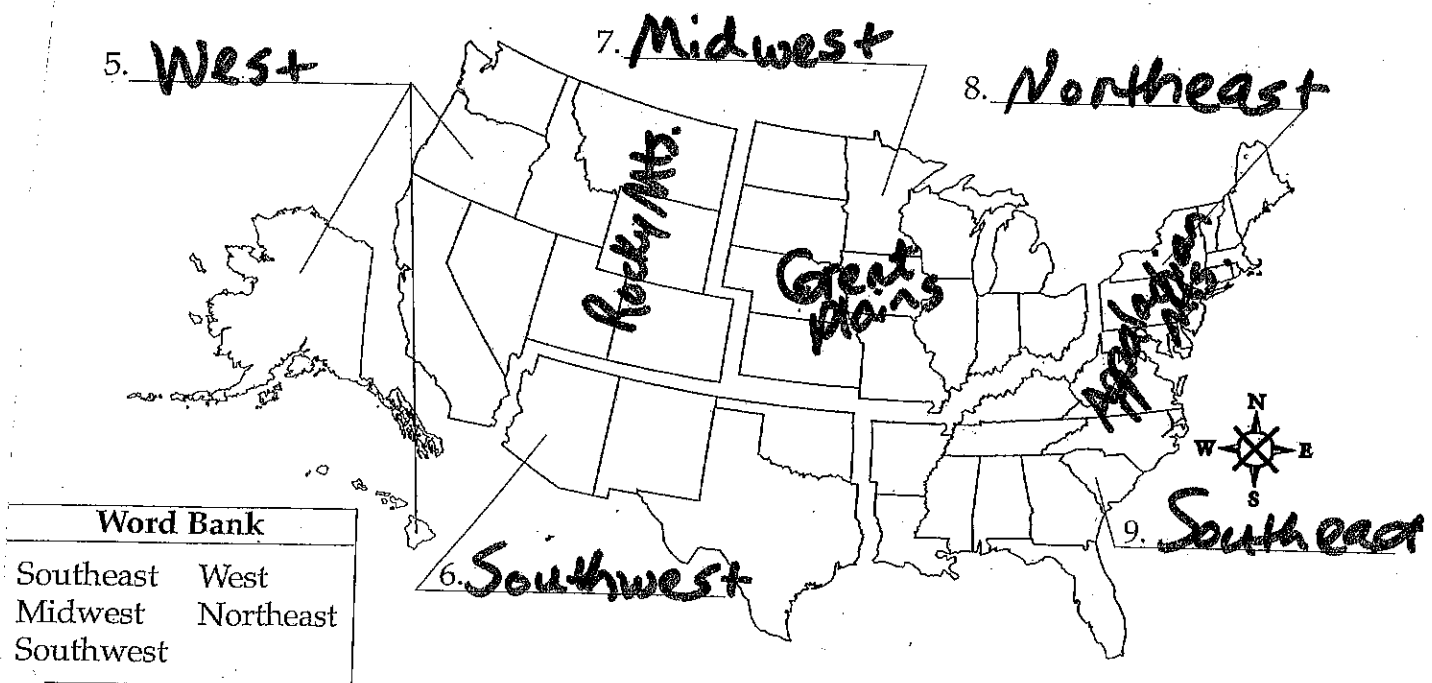 5. West
7. Midwest
8. Northeast
Rocky Mts.
Great
plains
Appalachian
Mts.
N
W E
S
Word Bank
Southeast West
Midwest Northeast
Southwest
6. Southwest
9. Southeast